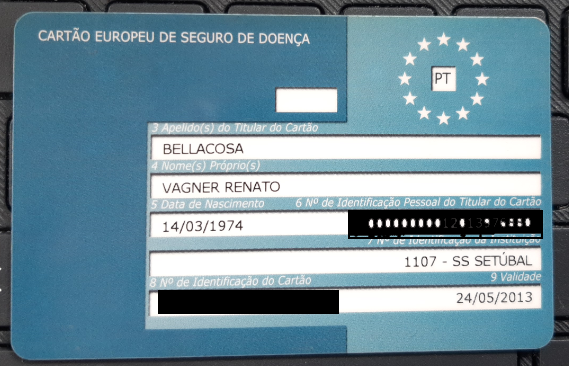 CARTÃO EUROPEU DE SEGURO DE DOENÇA
PT
3 Apelido(s) do Titular do Cartão
BELLACOSA
4 Nome(s) Próprio(s)
VAGNER RENATO
5 Data de Nascimento 6 Nº de Identificação Pessoal do Titular do Cartão
14/03/1974
7 Nº de Identificação da Instituição
1107 - SS SETÚBAL
8 Nº de Identificação do Cartão 9 Validade
24/05/2013